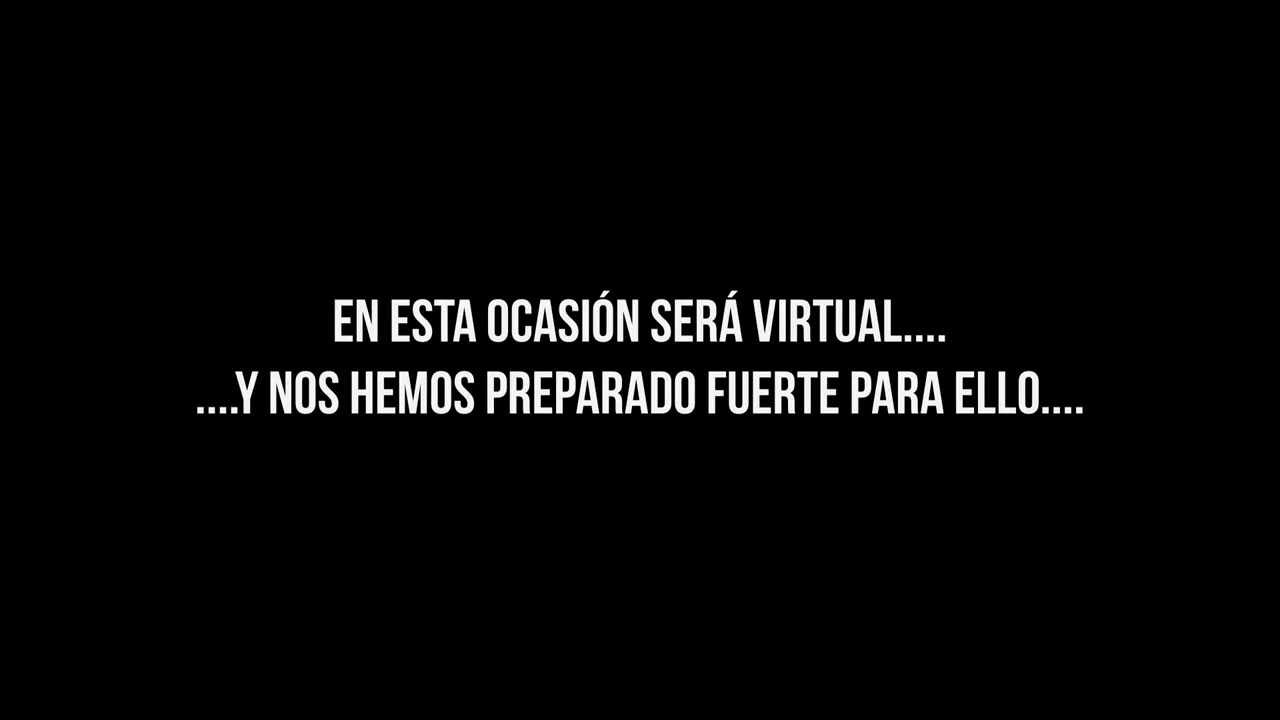 EN ESTA OCASIÓN SERÁ VIRTUAL....
....Y NOS HEMOS PREPARADO FUERTE PARA ELLO....